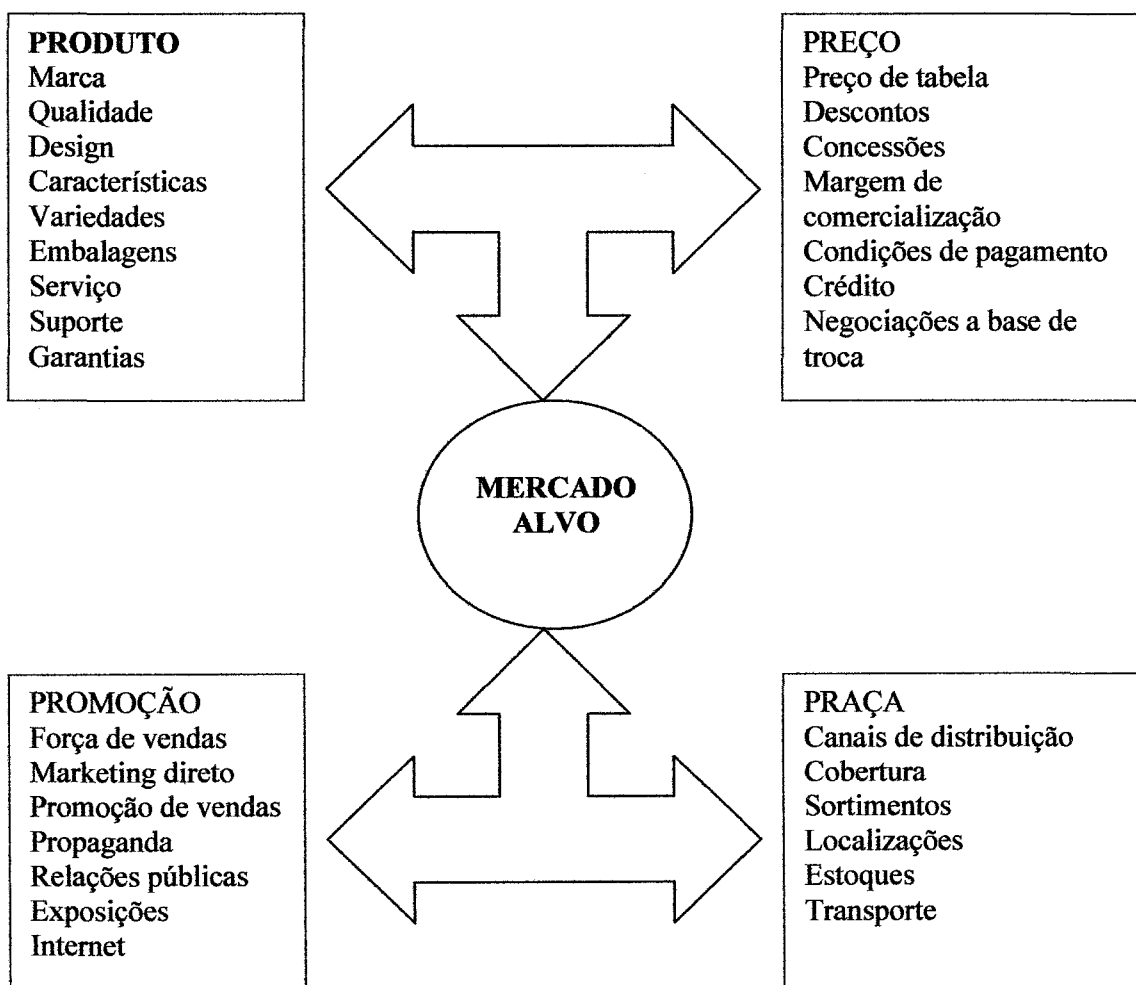 PRODUTO
Marca
Qualidade
Design
Características
Variedades
Embalagens
Serviço
Suporte
Garantias
PREÇO
Preço de tabela
Descontos
Concessões
Margem de
comercialização
Condições de pagamento
Crédito
Negociações a base de
troca
MERCADO
ALVO
PROMOÇÃO
Força de vendas
Marketing direto
Promoção de vendas
Propaganda
Relações públicas
Exposições
Internet
PRAÇA
Canais de distribuição
Cobertura
Sortimentos
Localizações
Estoques
Transporte